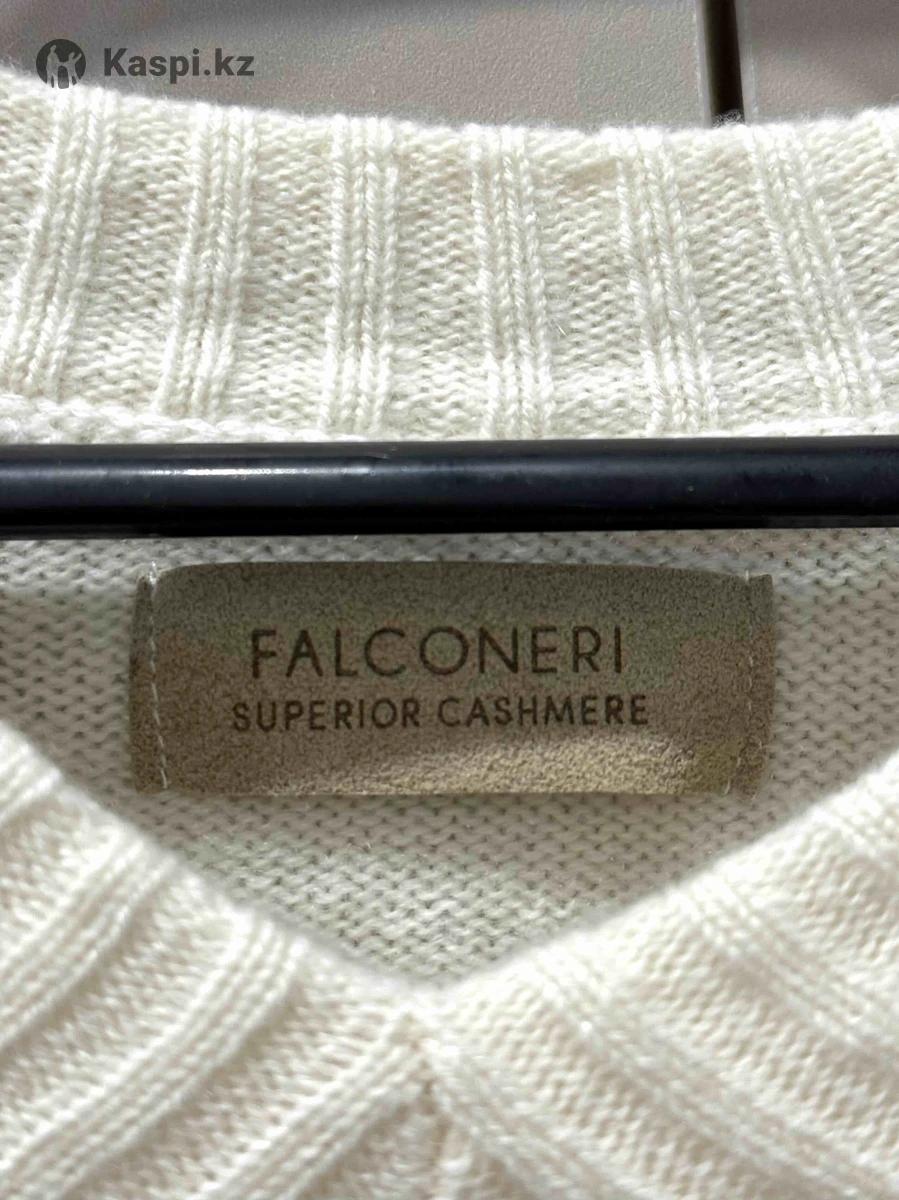 Kaspi.kz
FALCONERI
SUPERIOR CASHMERE